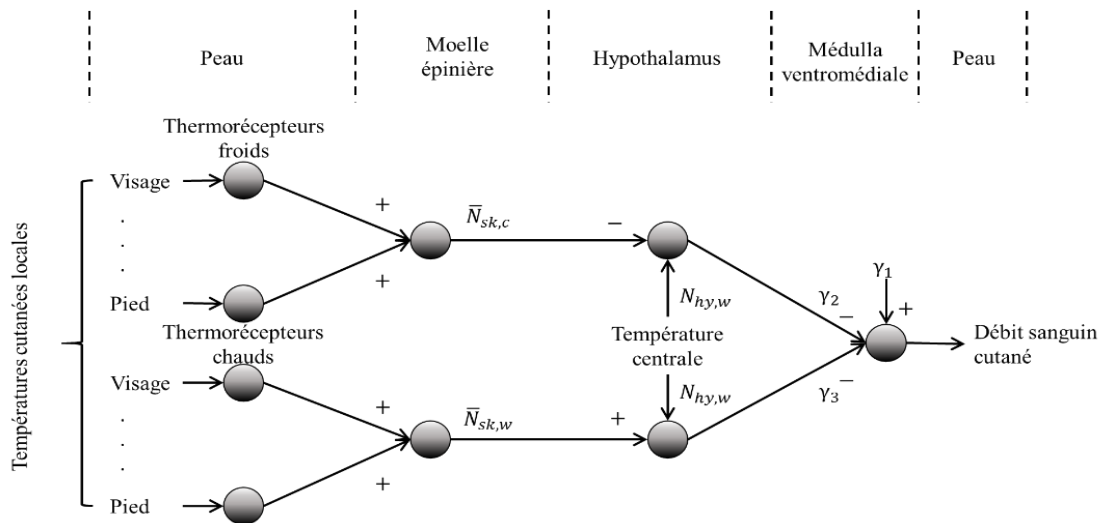 Peau
Moelle
épinière
Hypothalamus
Médulla
ventromédiale
Peau
Températures cutanées locales
Thermorécepteurs
froids
Visage
.
.
.
Pied
Thermorécepteurs
chauds
Visage
.
.
.
Pied
+
+
+
+
N̅sk,c
N̅sk,w
−
+
Nhy,w
Température
centrale
Nhy,w
γ2
−
γ3
−
γ1
+
Débit sanguin
cutané